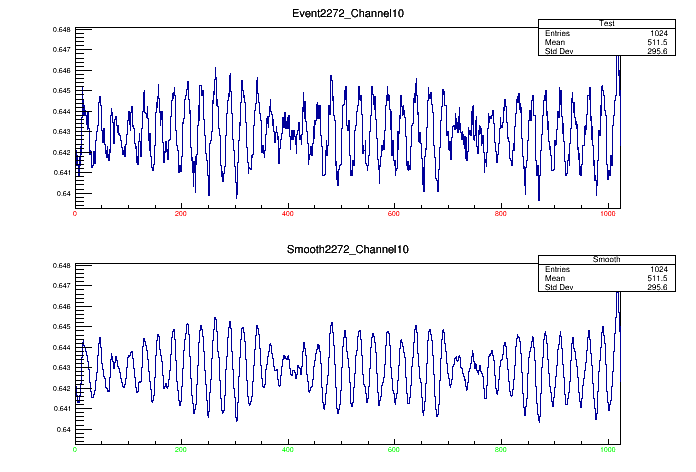 Event2272_Channel10
Test
Entries 1024
Mean 511.5
Std Dev 295.6
0.648
0.647
0.646
0.645
0.644
0.643
0.642
0.641
0.64
0 200 400 600 800 1000
Smooth2272_Channel10
Smooth
Entries 1024
Mean 511.5
Std Dev 295.6
0.648
0.647
0.646
0.645
0.644
0.643
0.642
0.641
0.64
0 200 400 600 800 1000